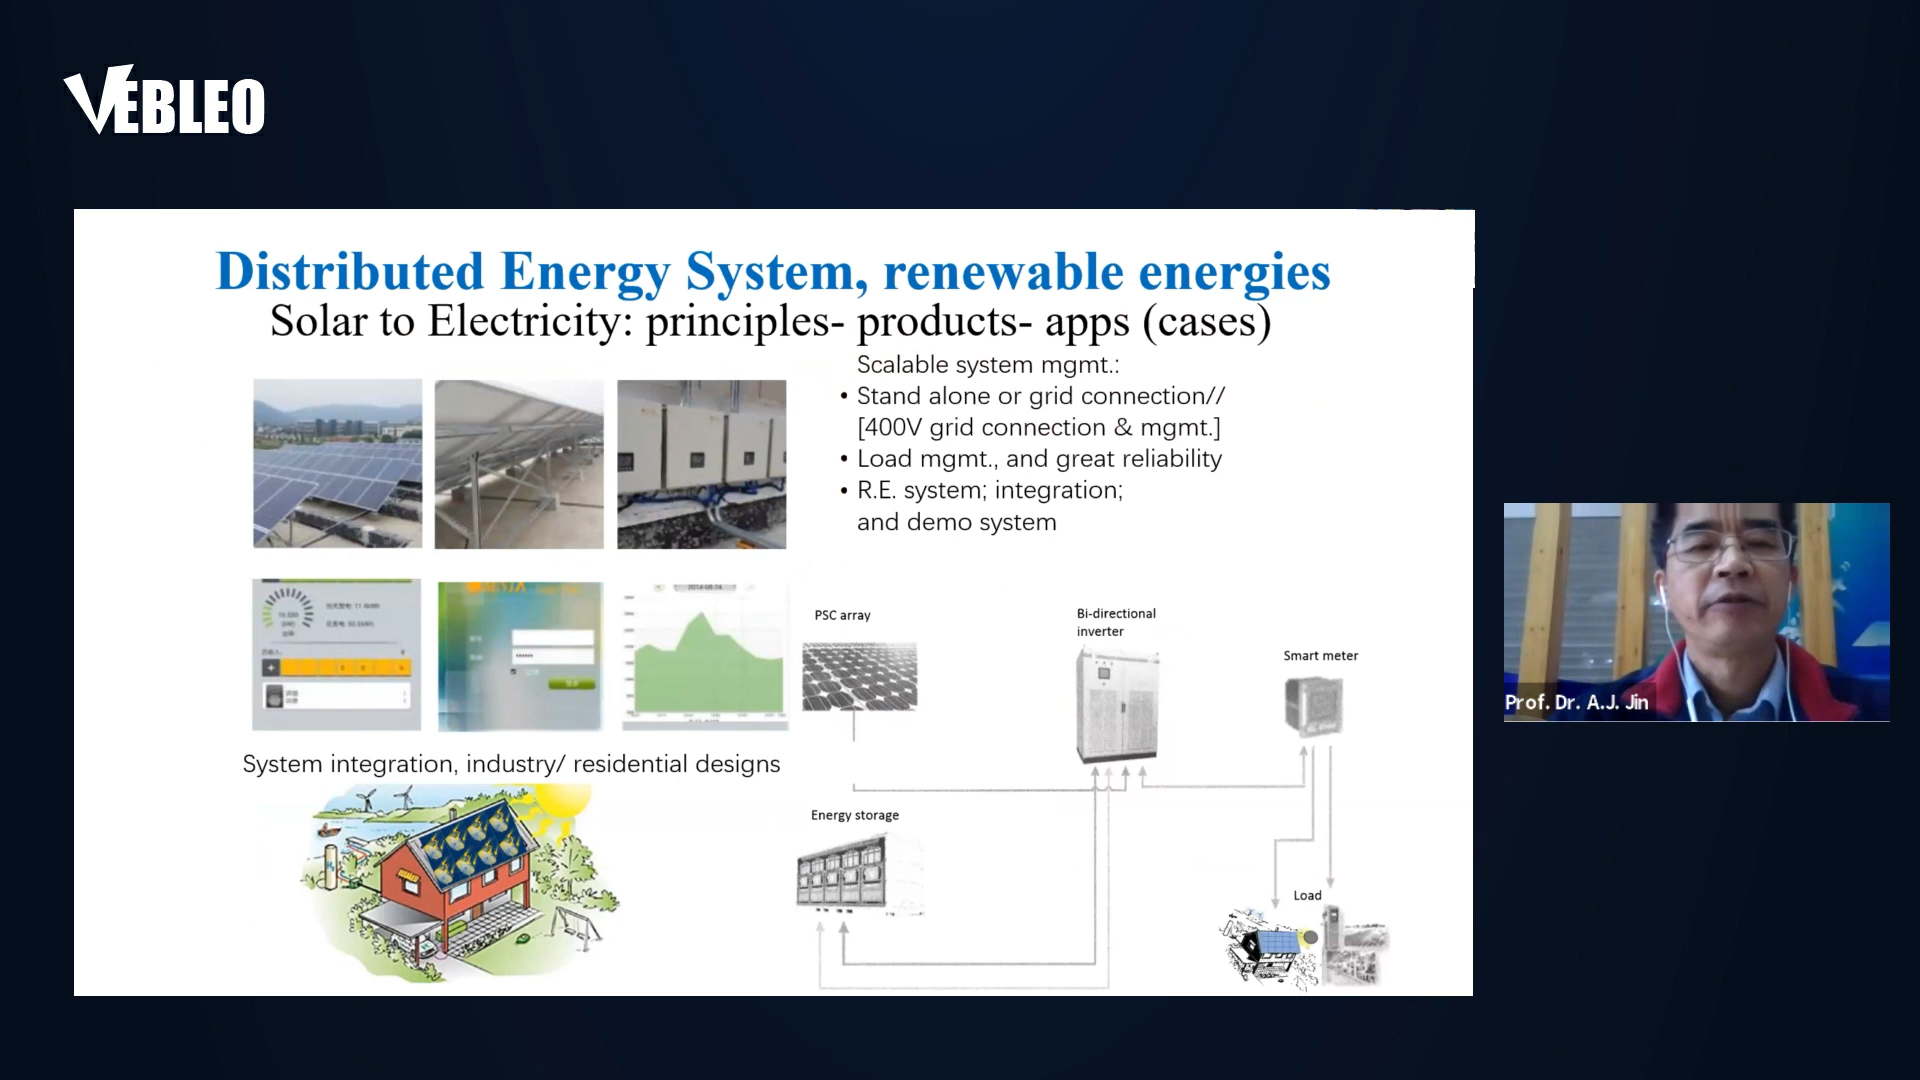 VEBLEO
Distributed Energy System, renewable energies
Solar to Electricity: principles- products- apps (cases)
Scalable system mgmt.:
• Stand alone or grid connection//
[400V grid connection & mgmt.]
• Load mgmt., and great reliability
• R.E. system; integration;
and demo system
PSC array
Bi-directional
inverter
Smart meter
System integration, industry/ residential designs
Energy storage
Load
Prof. Dr. A.J. Jin